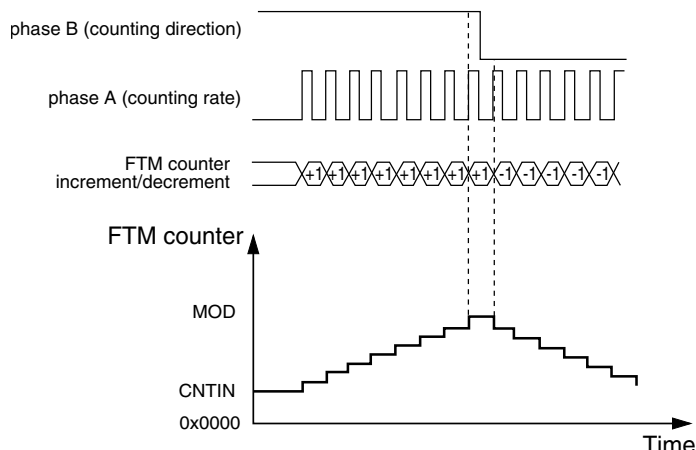 phase B (counting direction)
phase A (counting rate)
FTM counter
increment/decrement
+1 +1 +1 +1 +1 +1 +1 +1 -1 -1 -1 -1 -1
FTM counter
MOD
CNTIN
0x0000
Time